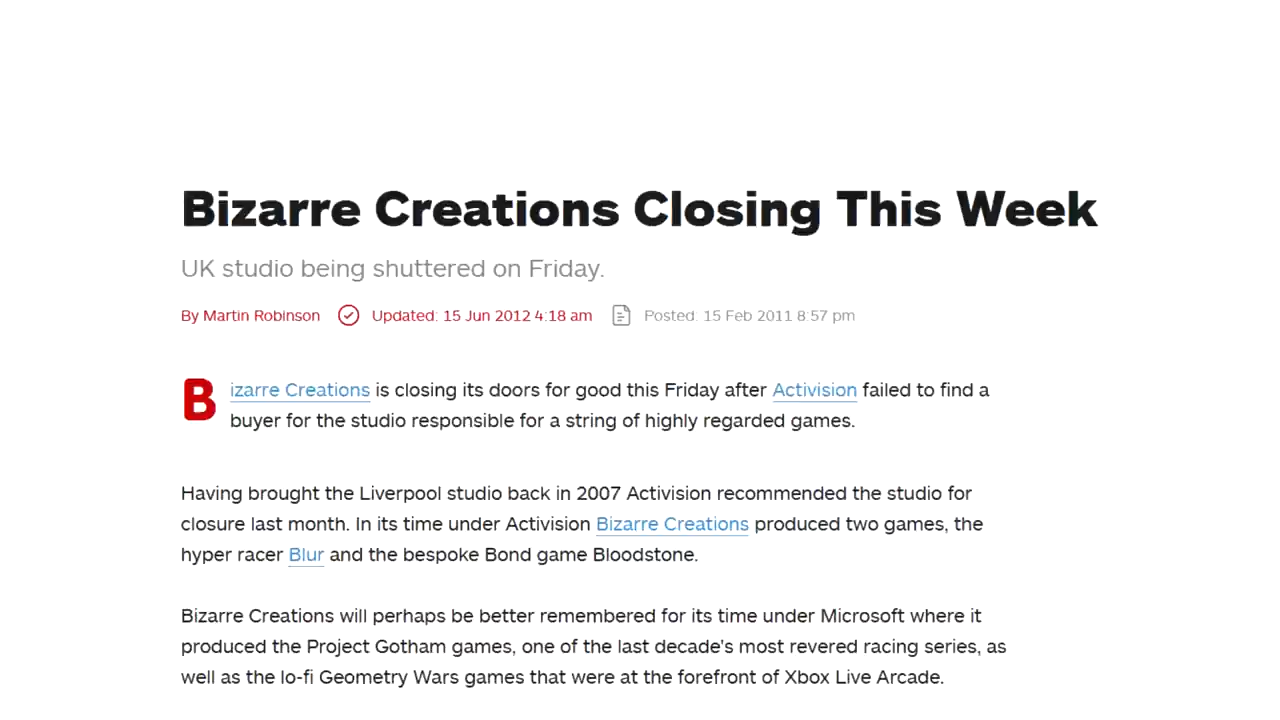 Bizarre Creations Closing This Week
UK studio being shuttered on Friday.
By Martin Robinson Updated: 15 Jun 2012 4:18 am Posted: 15 Feb 2011 8:57 pm
Bizarre Creations is closing its doors for good this Friday after Activision failed to find a
buyer for the studio responsible for a string of highly regarded games.
Having brought the Liverpool studio back in 2007 Activision recommended the studio for
closure last month. In its time under Activision Bizarre Creations produced two games, the
hyper racer Blur and the bespoke Bond game Bloodstone.
Bizarre Creations will perhaps be better remembered for its time under Microsoft where it
produced the Project Gotham games, one of the last decade's most revered racing series, as
well as the lo-fi Geometry Wars games that were at the forefront of Xbox Live Arcade.